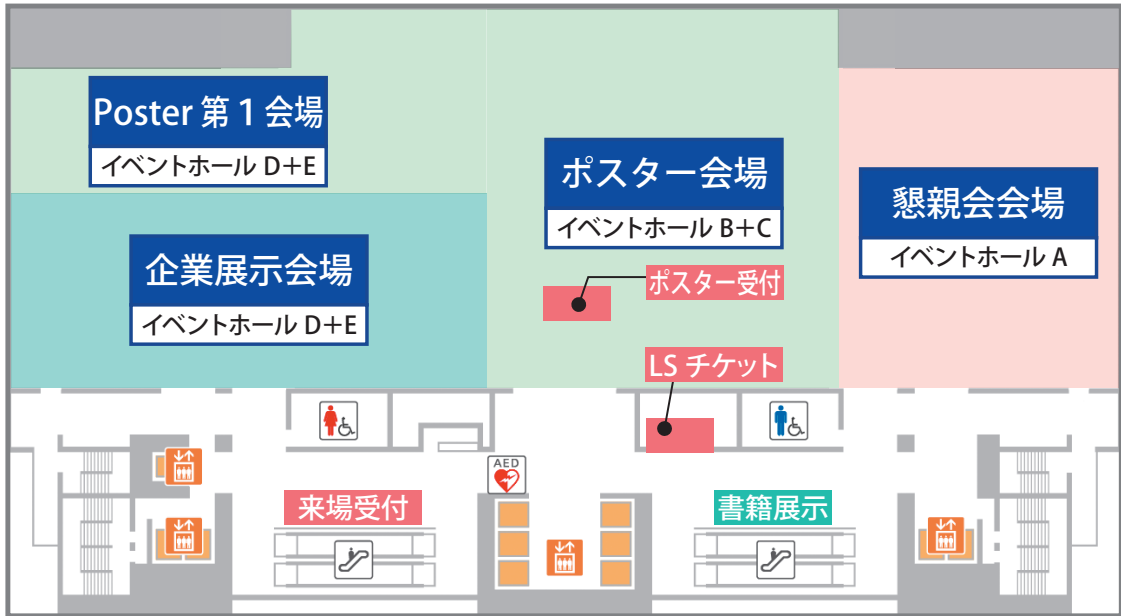 Poster 第 1 会場
イベントホール D+E
ポスター会場
イベントホール B+C
懇親会会場
イベントホール A
企業展示会場
イベントホール D+E
ポスター受付
LS チケット
AED
来場受付
書籍展示